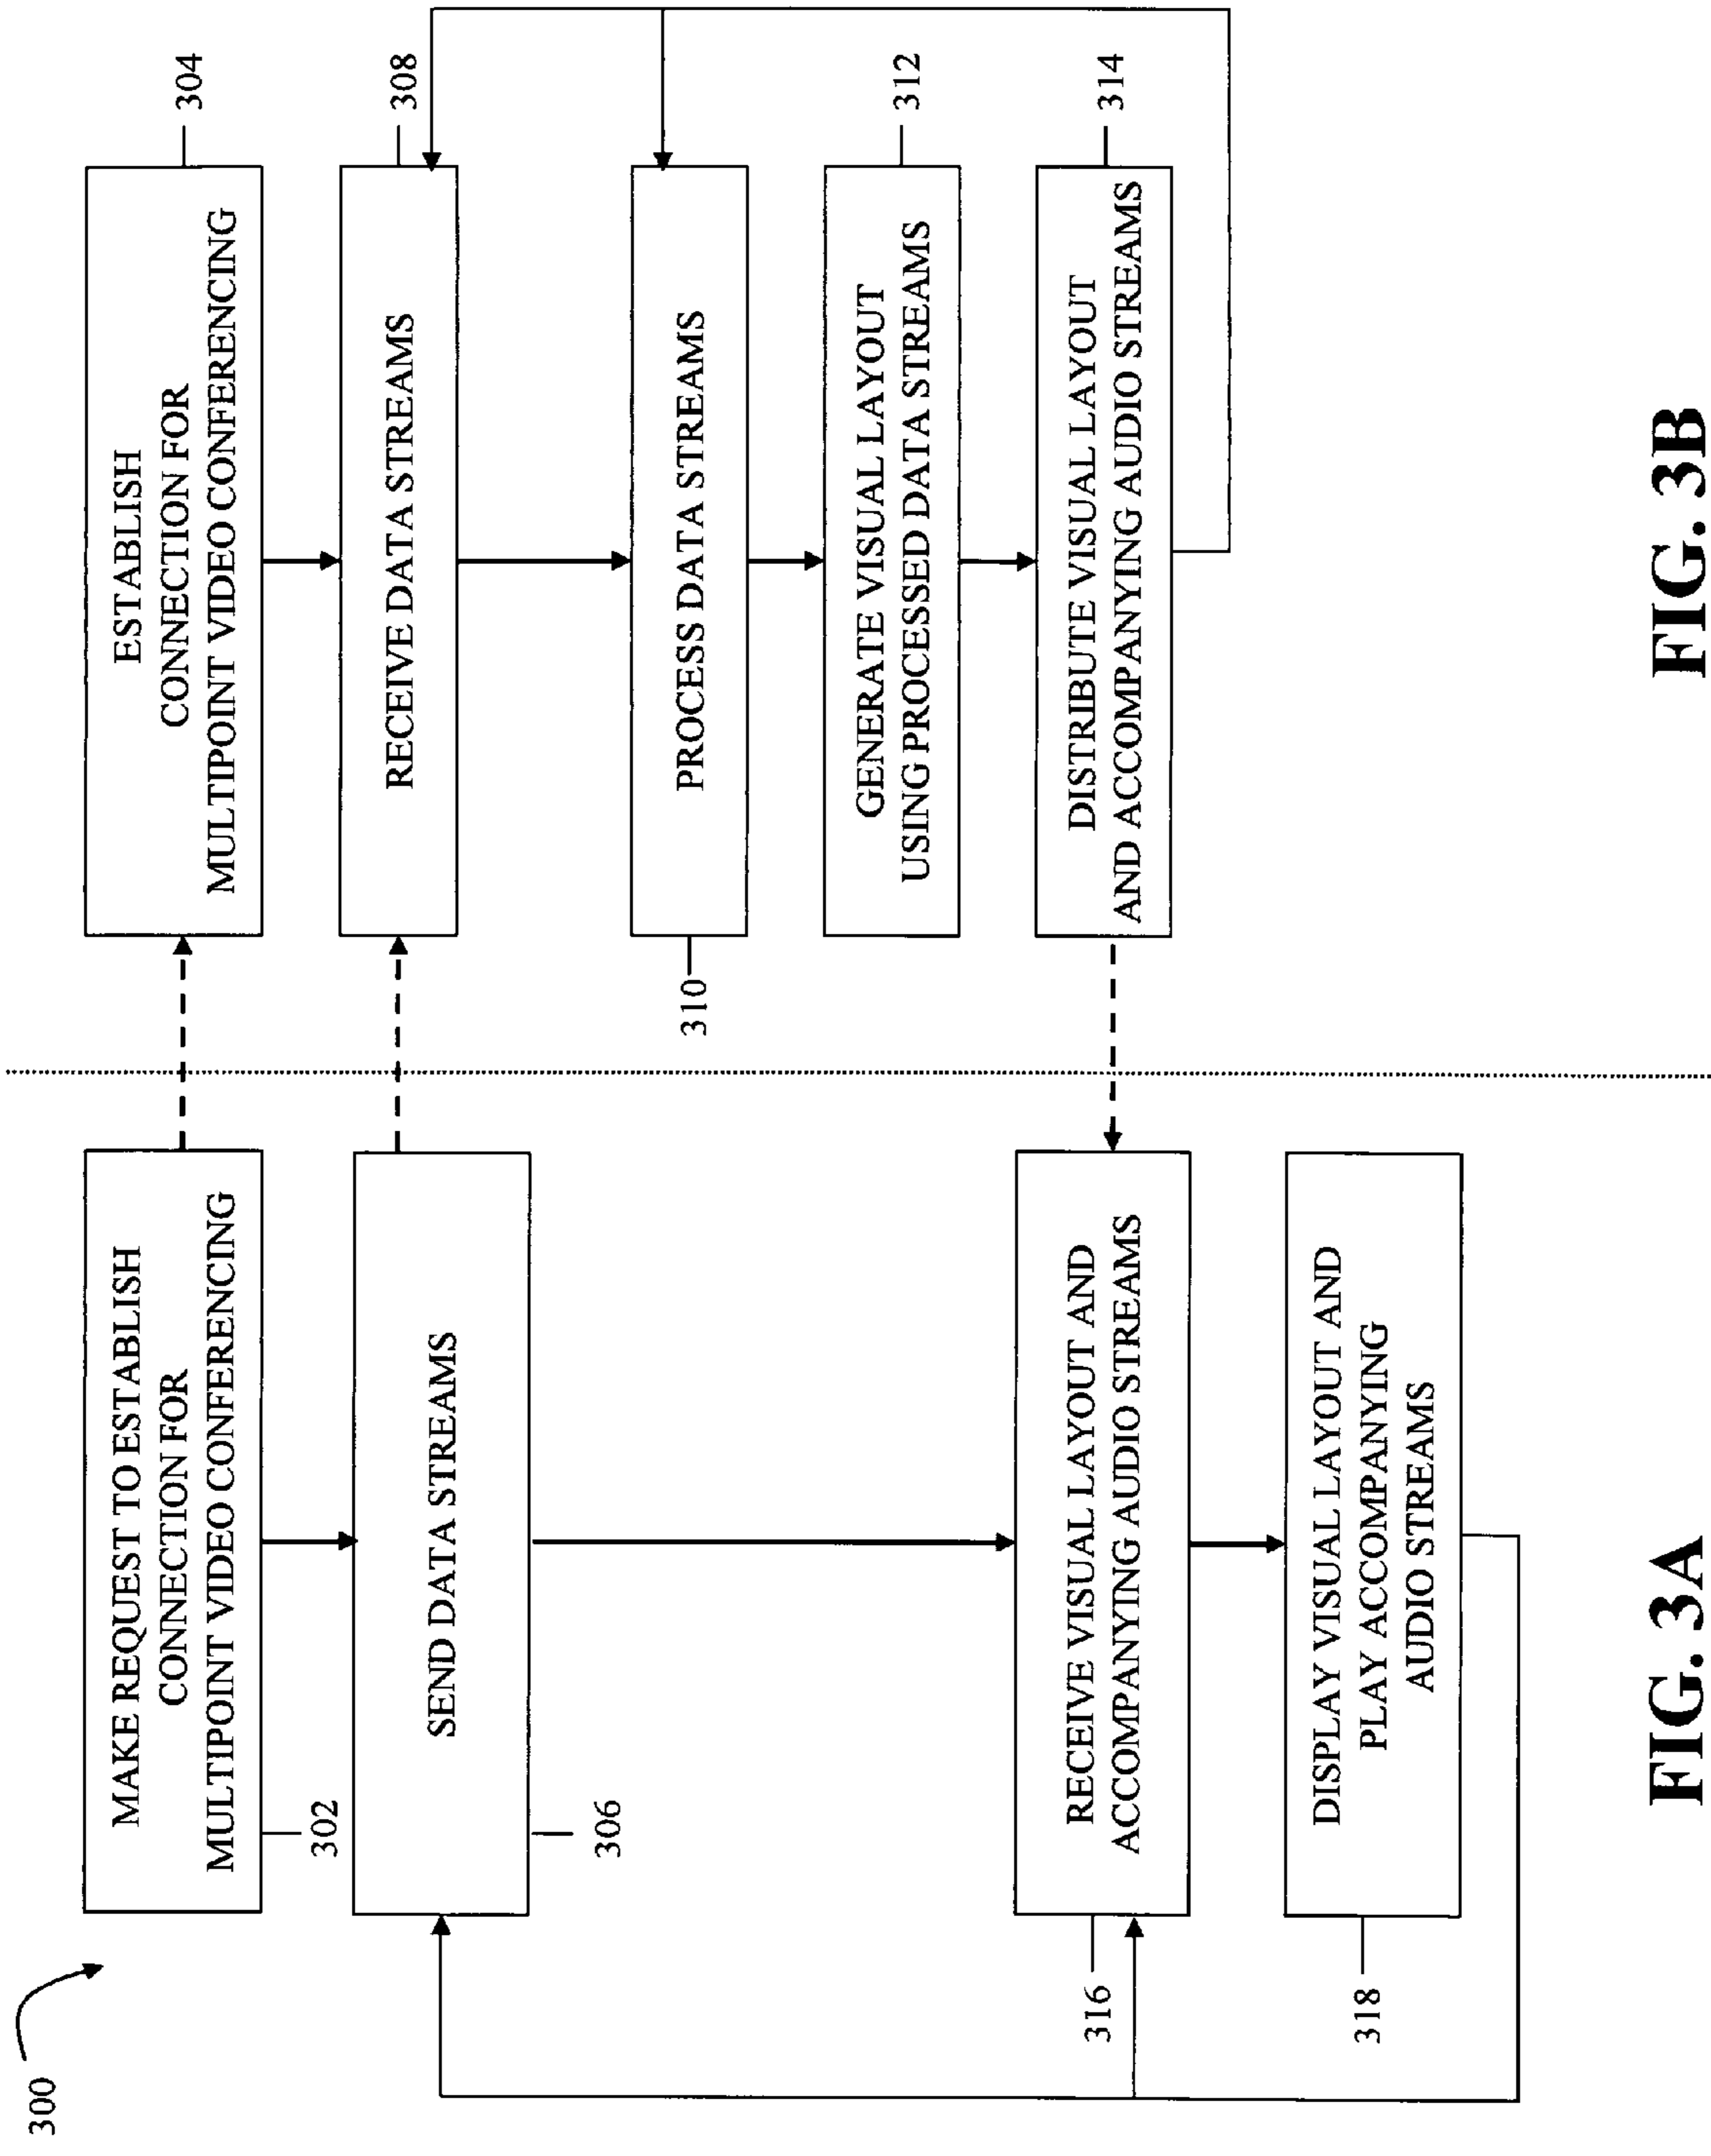 300
MAKE REQUEST TO ESTABLISH
CONNECTION FOR
MULTIPOINT VIDEO CONFERENCING
302
SEND DATA STREAMS
306
RECEIVE VISUAL LAYOUT AND
ACCOMPANYING AUDIO STREAMS
316
DISPLAY VISUAL LAYOUT AND
PLAY ACCOMPANYING
AUDIO STREAMS
318
FIG. 3A
ESTABLISH
CONNECTION FOR
MULTIPOINT VIDEO CONFERENCING
304
RECEIVE DATA STREAMS
308
PROCESS DATA STREAMS
310
GENERATE VISUAL LAYOUT
USING PROCESSED DATA STREAMS
312
DISTRIBUTE VISUAL LAYOUT
AND ACCOMPANYING AUDIO STREAMS
314
FIG. 3B